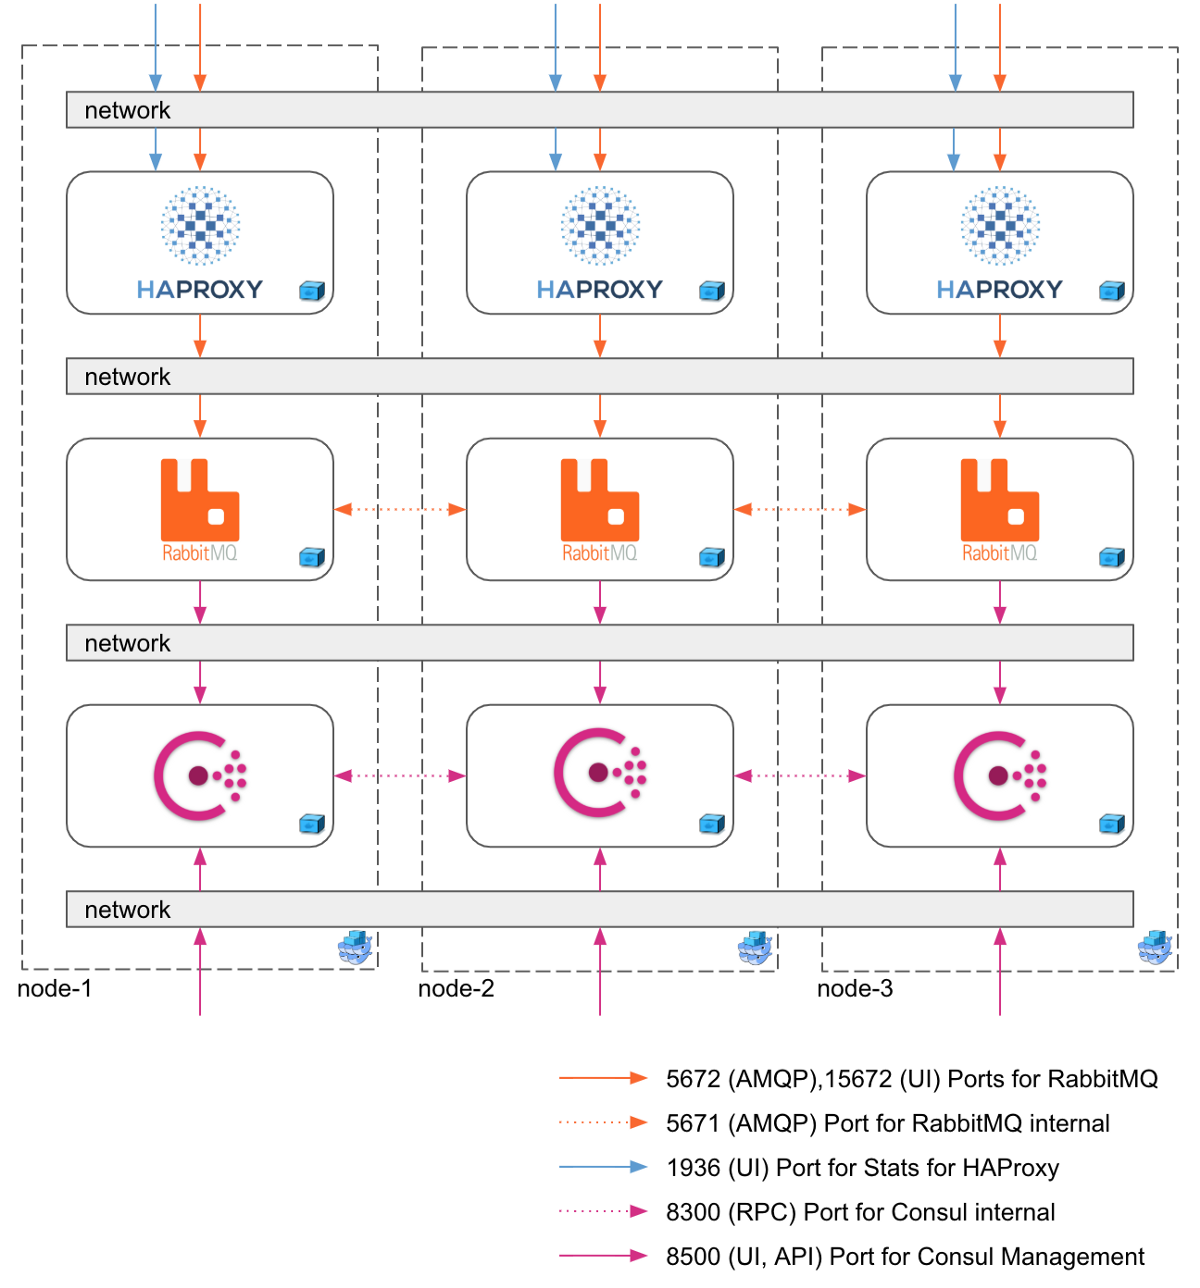 network
HAPROXY
HAPROXY
HAPROXY
network
RabbitMQ
RabbitMQ
RabbitMQ
network
network
node-1
node-2
node-3
5672 (AMQP),15672 (UI) Ports for RabbitMQ
5671 (AMQP) Port for RabbitMQ internal
1936 (UI) Port for Stats for HAProxy
8300 (RPC) Port for Consul internal
8500 (UI, API) Port for Consul Management